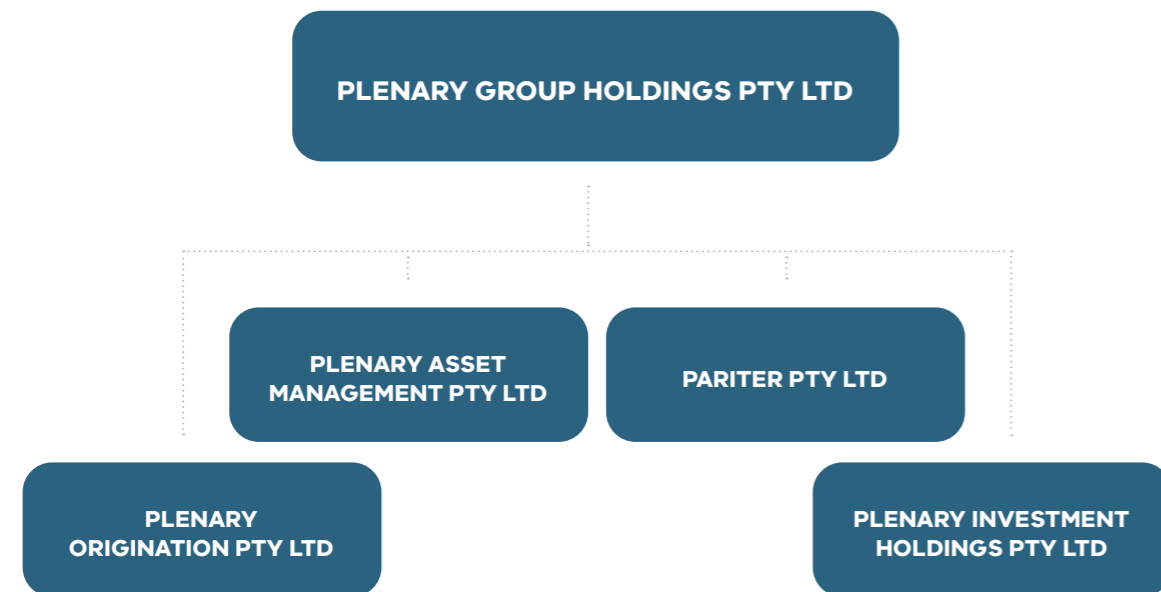 PLENARY GROUP HOLDINGS PTY LTD
PLENARY ASSET
MANAGEMENT PTY LTD
PARITER PTY LTD
PLENARY
ORIGINATION PTY LTD
PLENARY INVESTMENT
HOLDINGS PTY LTD